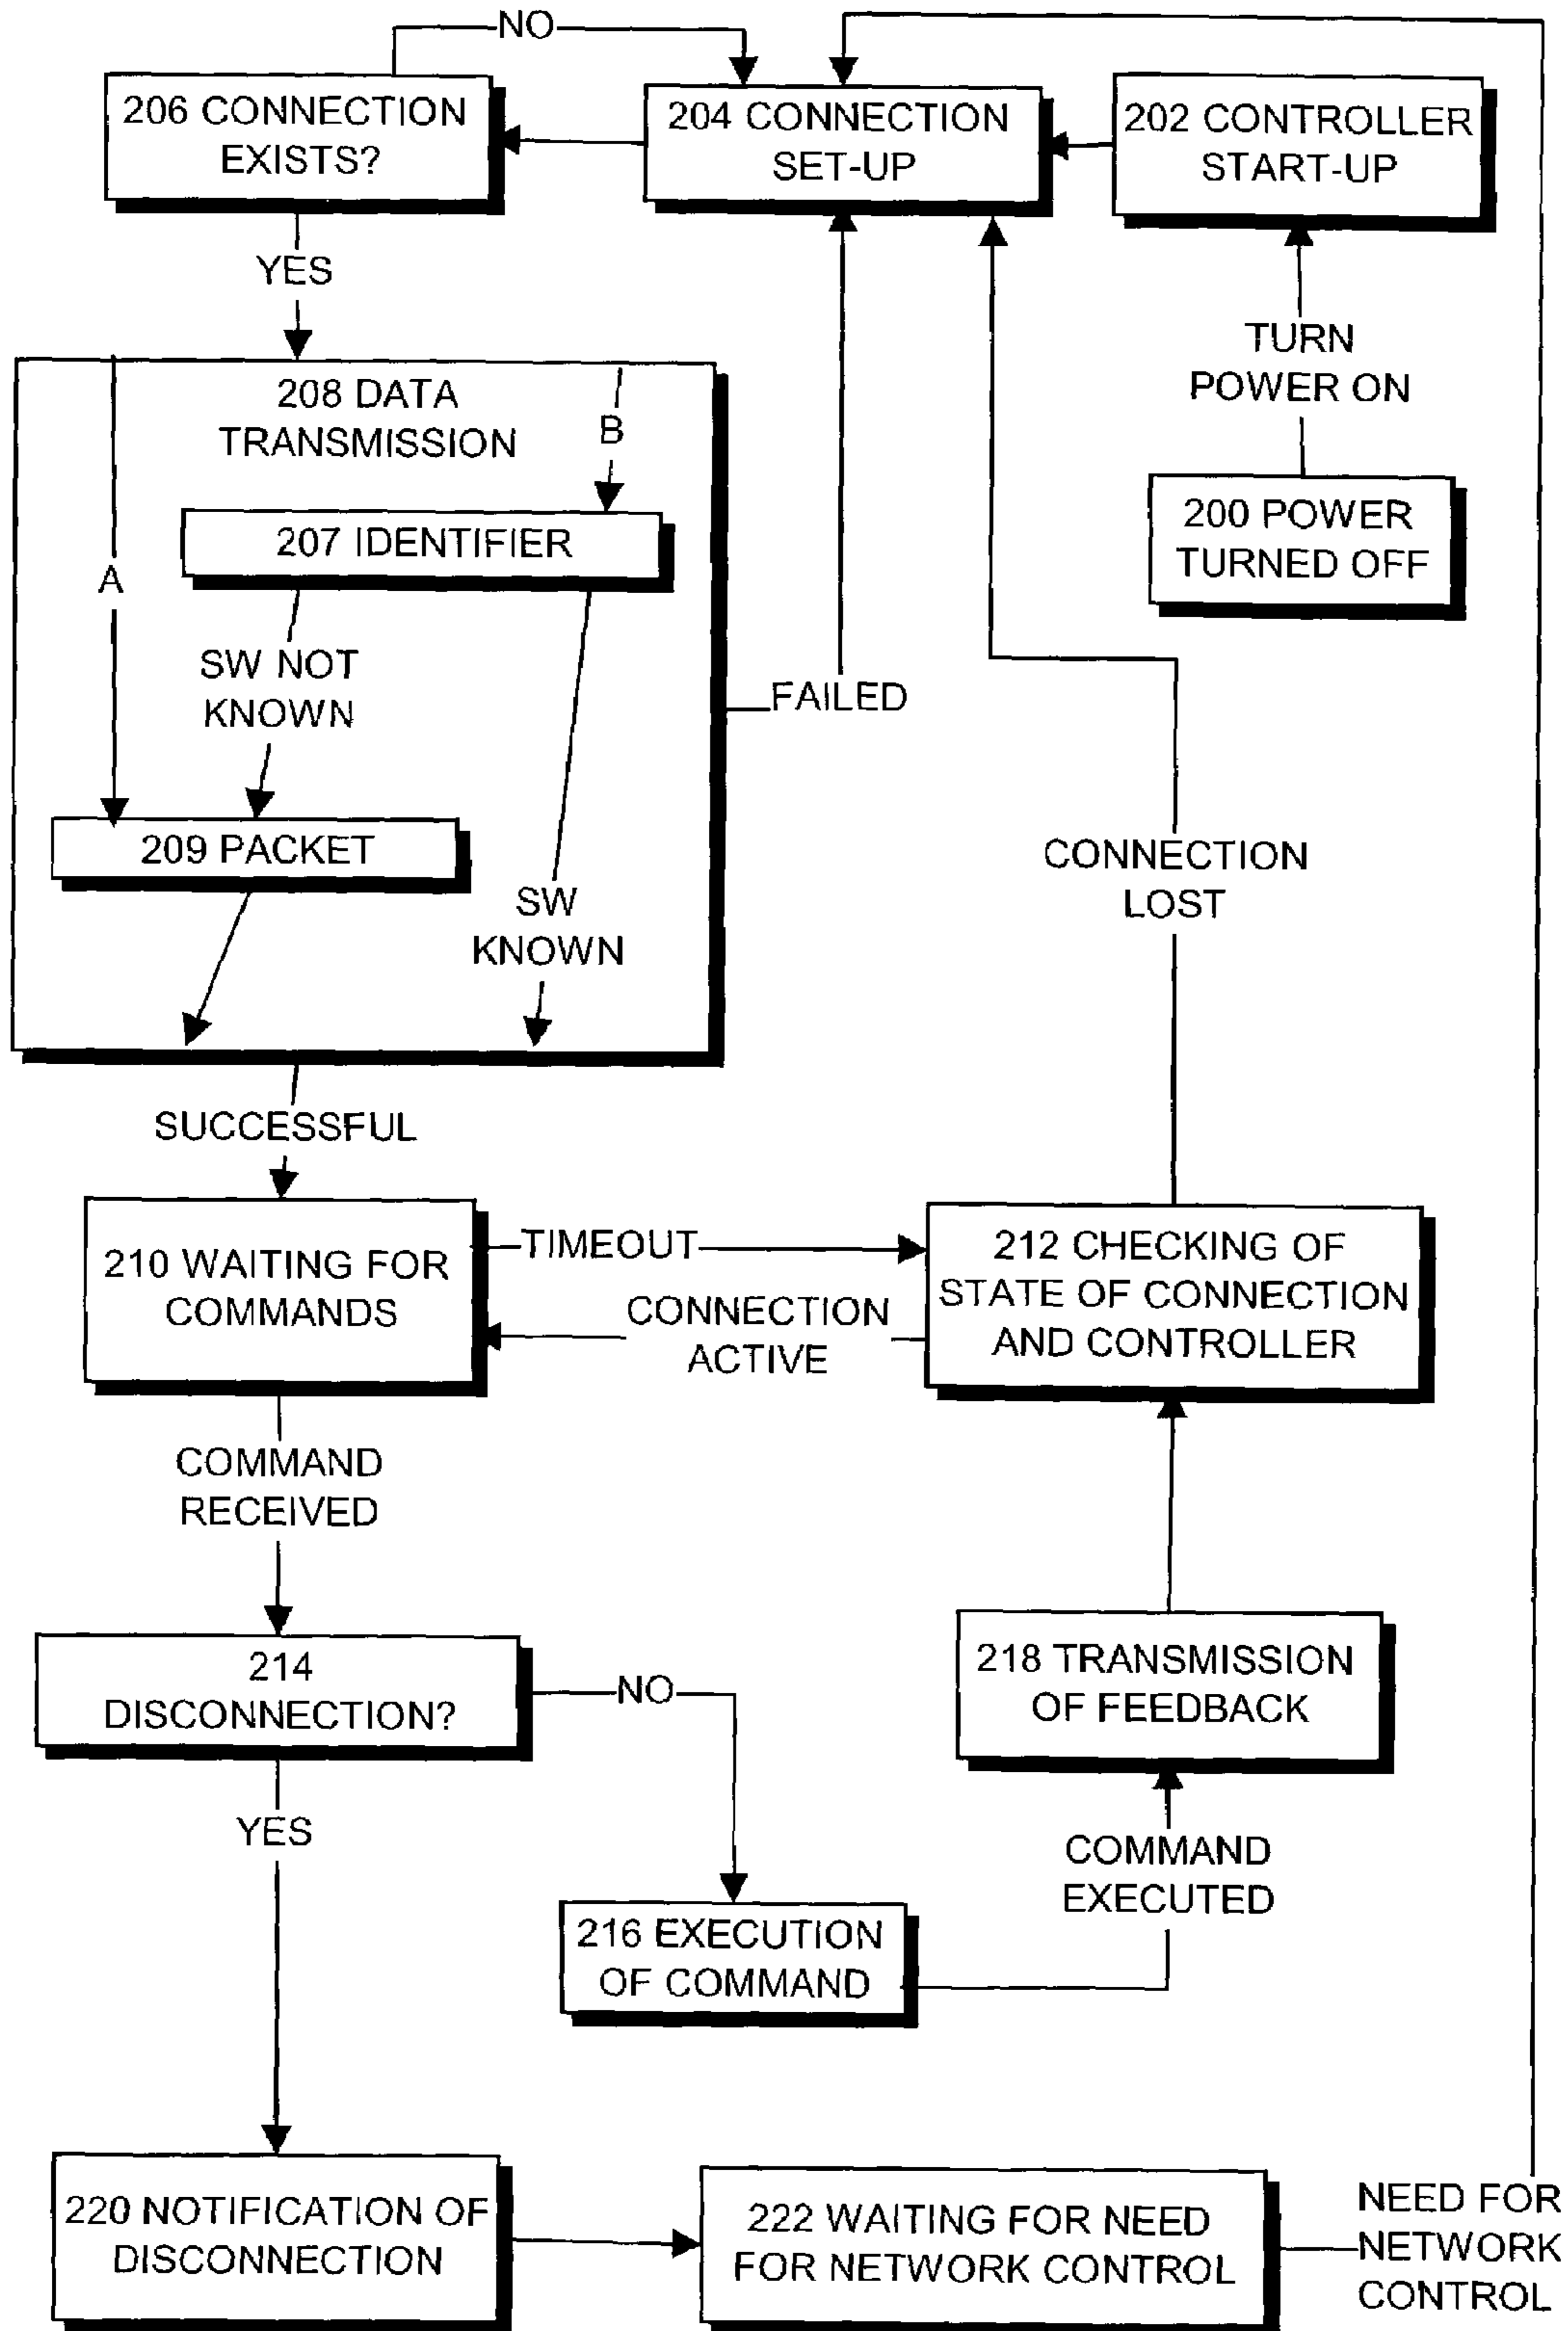 NO
206 CONNECTION
EXISTS?
204 CONNECTION
SET-UP
202 CONTROLLER
START-UP
YES
TURN
POWER ON
200 POWER
TURNED OFF
208 DATA
TRANSMISSION
B
207 IDENTIFIER
A
SW NOT
KNOWN
FAILED
209 PACKET
SW
KNOWN
CONNECTION
LOST
SUCCESSFUL
210 WAITING FOR
COMMANDS
TIMEOUT
CONNECTION
ACTIVE
212 CHECKING OF
STATE OF CONNECTION
AND CONTROLLER
COMMAND
RECEIVED
214
DISCONNECTION?
NO
218 TRANSMISSION
OF FEEDBACK
YES
COMMAND
EXECUTED
216 EXECUTION
OF COMMAND
220 NOTIFICATION OF
DISCONNECTION
222 WAITING FOR NEED
FOR NETWORK CONTROL
NEED FOR
NETWORK
CONTROL